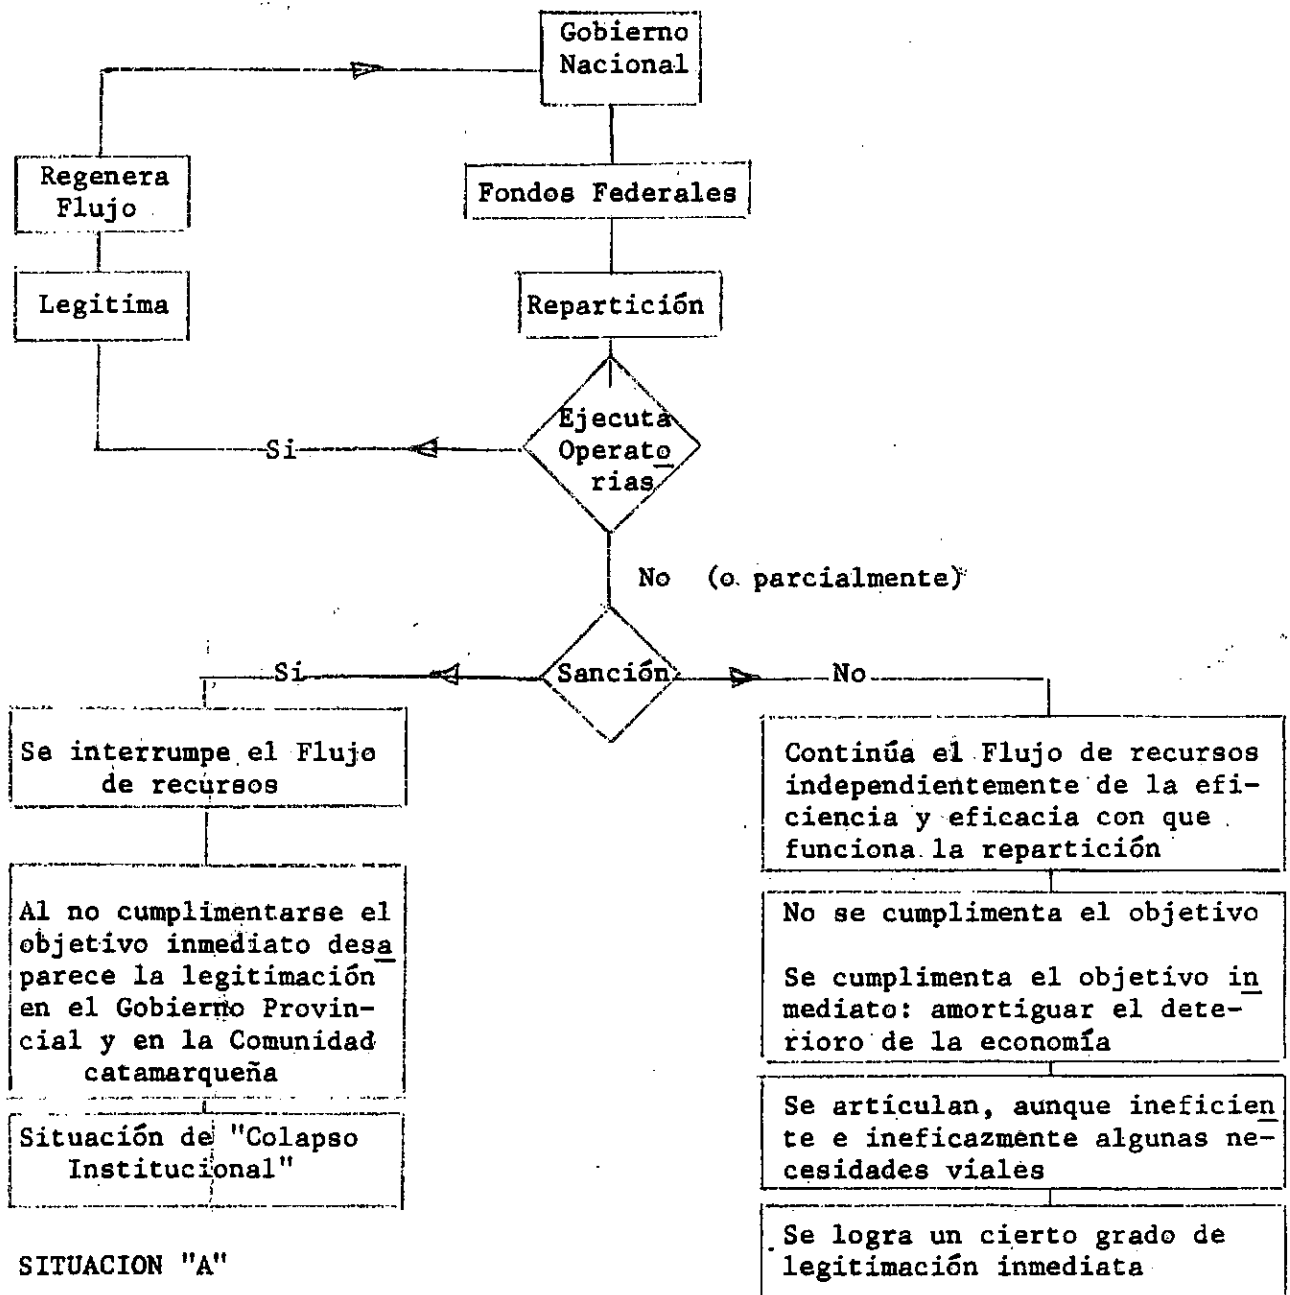 Gobierno
Nacional
Regenera
Flujo
Fondos Federales
Legitima
Repartición
Ejecuta
Operato
rias
Si
No (o parcialmente)
Si
Sanción
No
Se interrumpe el Flujo
de recursos
Continúa el Flujo de recursos
independientemente de la efi-
ciencia y eficacia con que
funciona la repartición
Al no cumplimentarse el
objetivo inmediato desa
parece la legitimación
en el Gobierno Provin-
cial y en la Comunidad
catamarqueña
No se cumplimenta el objetivo
Se cumplimenta el objetivo in
mediato: amortiguar el dete-
rioro de la economía
Situación de "Colapso
Institucional"
Se artículan, aunque ineficien
te e ineficazmente algunas ne-
cesidades viales
Se logra un cierto grado de
legitimación inmediata
SITUACION "A"